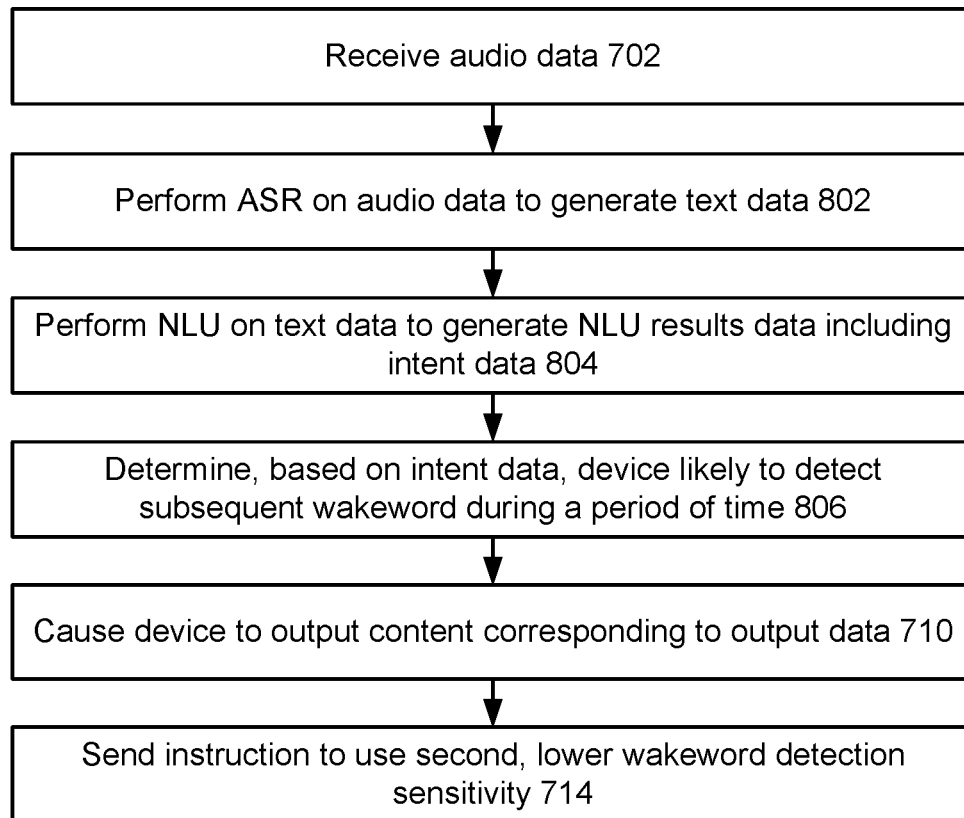 Receive audio data 702
Perform ASR on audio data to generate text data 802
Perform NLU on text data to generate NLU results data including
intent data 804
Determine, based on intent data, device likely to detect
subsequent wakeword during a period of time 806
Cause device to output content corresponding to output data 710
Send instruction to use second, lower wakeword detection
sensitivity 714